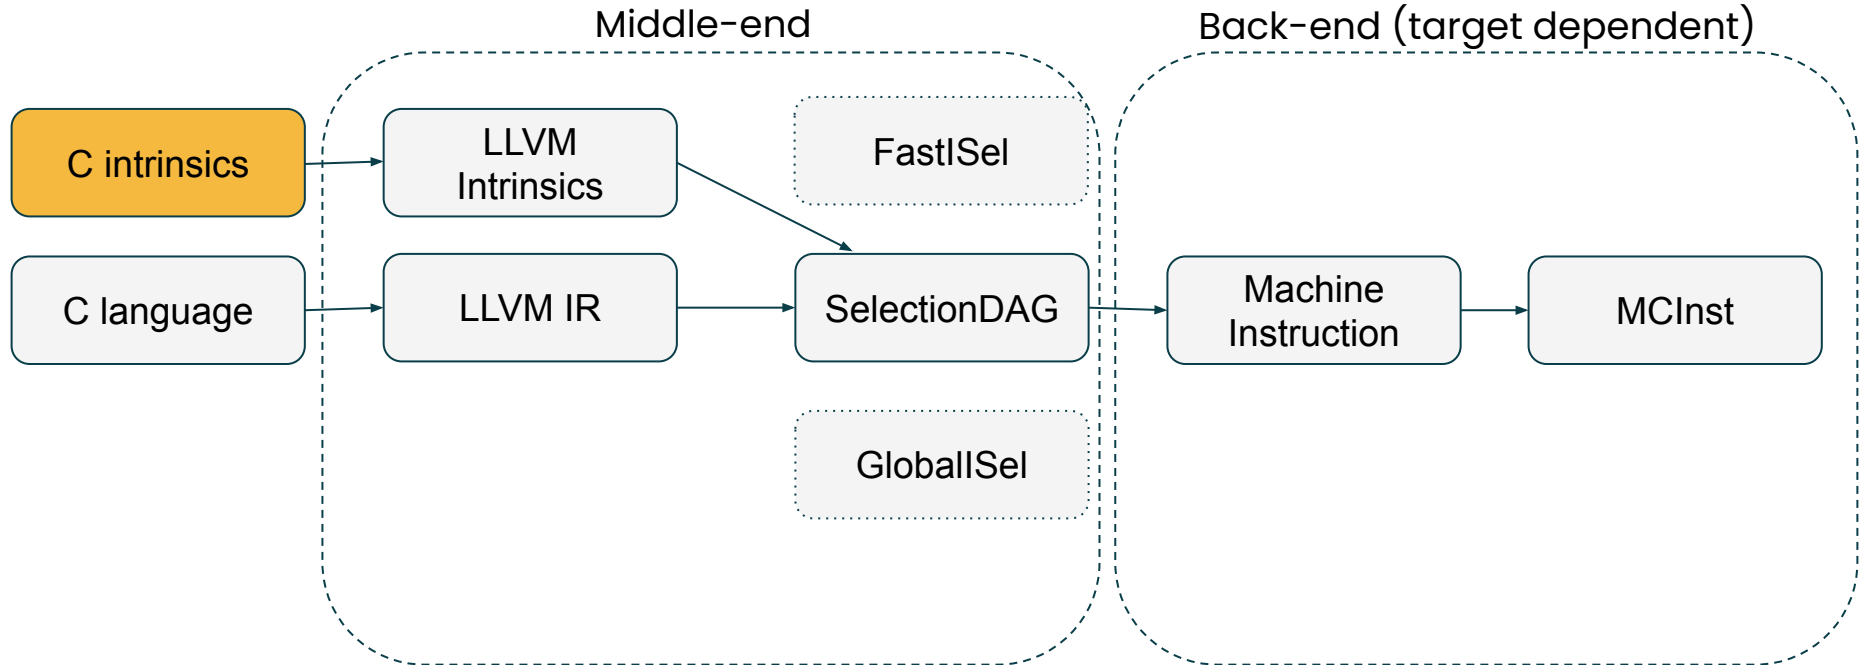 Middle-end
Back-end (target dependent)
C intrinsics
LLVM
Intrinsics
FastISel
C language
LLVM IR
SelectionDAG
Machine
Instruction
MCInst
GlobalISel